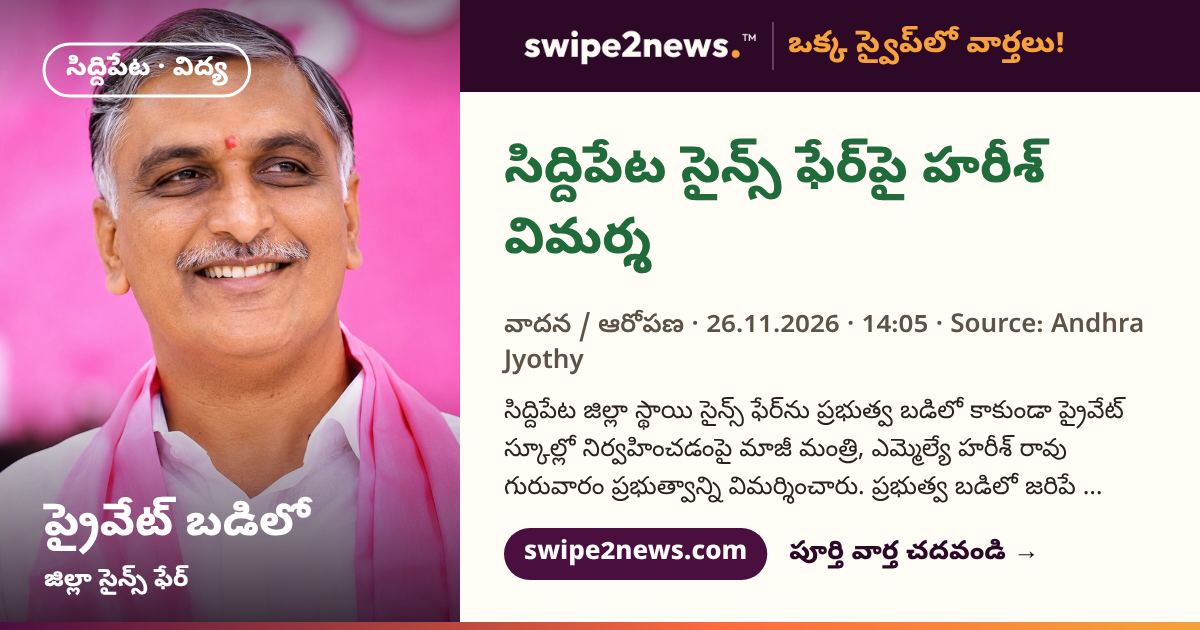 సిద్దిపేట · విద్య
ప్రైవేట్ బడిలో
జిల్లా సైన్స్ ఫేర్
swipe2news.™
ఒక్క స్వైప్‌లో వార్తలు!
సిద్దిపేట సైన్స్ ఫేర్‌పై హరీశ్
విమర్శ
వాదన / ఆరోపణ · 26.11.2026 · 14:05 · Source: Andhra
Jyothy
సిద్దిపేట జిల్లా స్థాయి సైన్స్ ఫేర్‌ను ప్రభుత్వ బడిలో కాకుండా ప్రైవేట్
స్కూల్లో నిర్వహించడంపై మాజీ మంత్రి, ఎమ్మెల్యే హరీశ్ రావు
గురువారం ప్రభుత్వాన్ని విమర్శించారు. ప్రభుత్వ బడిలో జరిపే ...
swipe2news.com
పూర్తి వార్త చదవండి →